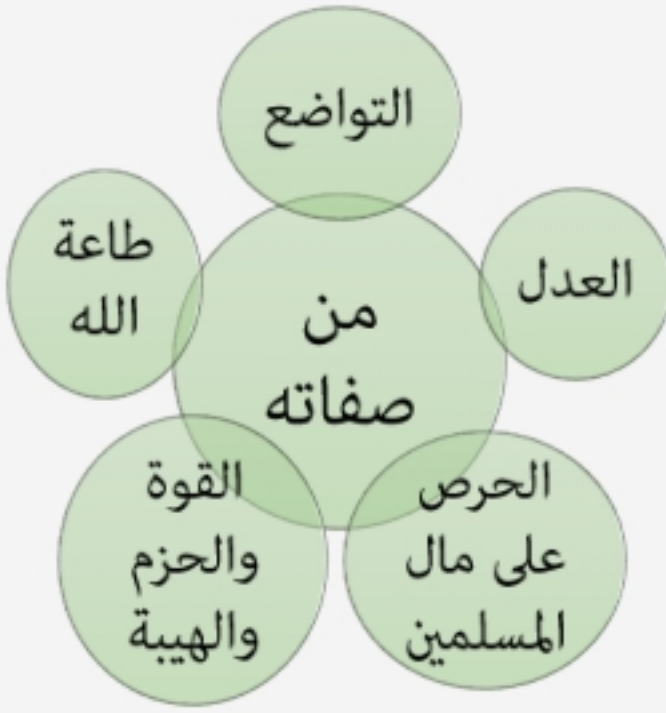 التواضع
العدل
طاعة
الله
من
صفاته
الحرص
على مال
المسلمين
القوة
والحزم
والهيبة